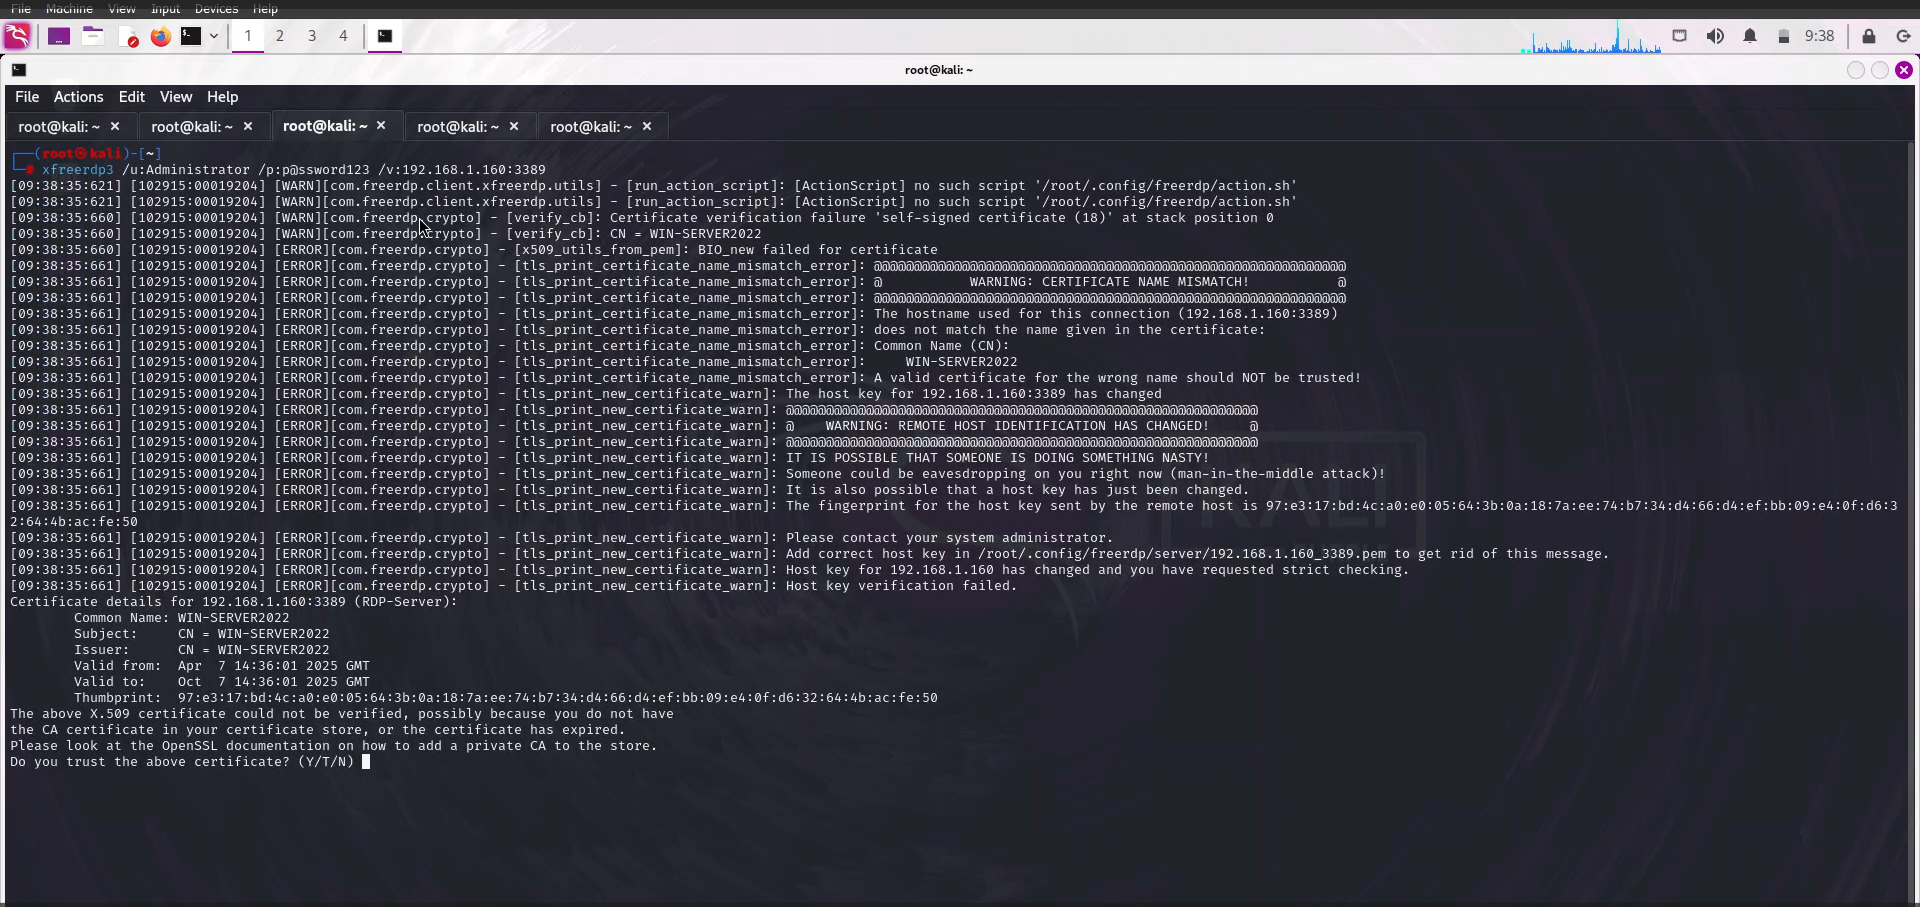 File Machine View Input Devices Help
1 2 3 4 9:38
root@kali: ~
File Actions Edit View Help
root@kali: ~ × root@kali: ~ × root@kali: ~ × root@kali: ~ × root@kali: ~ ×
┌──(root㉿kali)-[~]
└─# xfreerdp3 /u:Administrator /p:p@ssword123 /v:192.168.1.160:3389
[09:38:35:621] [102915:00019204] [WARN][com.freerdp.client.xfreerdp.utils] - [run_action_script]: [ActionScript] no such script '/root/.config/freerdp/action.sh'
[09:38:35:621] [102915:00019204] [WARN][com.freerdp.client.xfreerdp.utils] - [run_action_script]: [ActionScript] no such script '/root/.config/freerdp/action.sh'
[09:38:35:660] [102915:00019204] [WARN][com.freerdp.crypto] - [verify_cb]: Certificate verification failure 'self-signed certificate (18)' at stack position 0
[09:38:35:660] [102915:00019204] [WARN][com.freerdp.crypto] - [verify_cb]: CN = WIN-SERVER2022
[09:38:35:660] [102915:00019204] [ERROR][com.freerdp.crypto] - [x509_utils_from_pem]: BIO_new failed for certificate
[09:38:35:661] [102915:00019204] [ERROR][com.freerdp.crypto] - [tls_print_certificate_name_mismatch_error]: @@@@@@@@@@@@@@@@@@@@@@@@@@@@@@@@@@@@@@@@@@@@@@@@@@@@@@@@@@@
[09:38:35:661] [102915:00019204] [ERROR][com.freerdp.crypto] - [tls_print_certificate_name_mismatch_error]: @           WARNING: CERTIFICATE NAME MISMATCH!           @
[09:38:35:661] [102915:00019204] [ERROR][com.freerdp.crypto] - [tls_print_certificate_name_mismatch_error]: @@@@@@@@@@@@@@@@@@@@@@@@@@@@@@@@@@@@@@@@@@@@@@@@@@@@@@@@@@@
[09:38:35:661] [102915:00019204] [ERROR][com.freerdp.crypto] - [tls_print_certificate_name_mismatch_error]: The hostname used for this connection (192.168.1.160:3389)
[09:38:35:661] [102915:00019204] [ERROR][com.freerdp.crypto] - [tls_print_certificate_name_mismatch_error]: does not match the name given in the certificate:
[09:38:35:661] [102915:00019204] [ERROR][com.freerdp.crypto] - [tls_print_certificate_name_mismatch_error]: Common Name (CN):
[09:38:35:661] [102915:00019204] [ERROR][com.freerdp.crypto] - [tls_print_certificate_name_mismatch_error]:     WIN-SERVER2022
[09:38:35:661] [102915:00019204] [ERROR][com.freerdp.crypto] - [tls_print_certificate_name_mismatch_error]: A valid certificate for the wrong name should NOT be trusted!
[09:38:35:661] [102915:00019204] [ERROR][com.freerdp.crypto] - [tls_print_new_certificate_warn]: The host key for 192.168.1.160:3389 has changed
[09:38:35:661] [102915:00019204] [ERROR][com.freerdp.crypto] - [tls_print_new_certificate_warn]: @@@@@@@@@@@@@@@@@@@@@@@@@@@@@@@@@@@@@@@@@@@@@@@@@@@@@@@@@@@
[09:38:35:661] [102915:00019204] [ERROR][com.freerdp.crypto] - [tls_print_new_certificate_warn]: @    WARNING: REMOTE HOST IDENTIFICATION HAS CHANGED!     @
[09:38:35:661] [102915:00019204] [ERROR][com.freerdp.crypto] - [tls_print_new_certificate_warn]: @@@@@@@@@@@@@@@@@@@@@@@@@@@@@@@@@@@@@@@@@@@@@@@@@@@@@@@@@@@
[09:38:35:661] [102915:00019204] [ERROR][com.freerdp.crypto] - [tls_print_new_certificate_warn]: IT IS POSSIBLE THAT SOMEONE IS DOING SOMETHING NASTY!
[09:38:35:661] [102915:00019204] [ERROR][com.freerdp.crypto] - [tls_print_new_certificate_warn]: Someone could be eavesdropping on you right now (man-in-the-middle attack)!
[09:38:35:661] [102915:00019204] [ERROR][com.freerdp.crypto] - [tls_print_new_certificate_warn]: It is also possible that a host key has just been changed.
[09:38:35:661] [102915:00019204] [ERROR][com.freerdp.crypto] - [tls_print_new_certificate_warn]: The fingerprint for the host key sent by the remote host is 97:e3:17:bd:4c:a0:e0:05:64:3b:0a:18:7a:ee:74:b7:34:d4:66:d4:ef:bb:09:e4:0f:d6:3
2:64:4b:ac:fe:50
[09:38:35:661] [102915:00019204] [ERROR][com.freerdp.crypto] - [tls_print_new_certificate_warn]: Please contact your system administrator.
[09:38:35:661] [102915:00019204] [ERROR][com.freerdp.crypto] - [tls_print_new_certificate_warn]: Add correct host key in /root/.config/freerdp/server/192.168.1.160_3389.pem to get rid of this message.
[09:38:35:661] [102915:00019204] [ERROR][com.freerdp.crypto] - [tls_print_new_certificate_warn]: Host key for 192.168.1.160 has changed and you have requested strict checking.
[09:38:35:661] [102915:00019204] [ERROR][com.freerdp.crypto] - [tls_print_new_certificate_warn]: Host key verification failed.
Certificate details for 192.168.1.160:3389 (RDP-Server):
        Common Name: WIN-SERVER2022
        Subject:     CN = WIN-SERVER2022
        Issuer:      CN = WIN-SERVER2022
        Valid from:  Apr  7 14:36:01 2025 GMT
        Valid to:    Oct  7 14:36:01 2025 GMT
        Thumbprint:  97:e3:17:bd:4c:a0:e0:05:64:3b:0a:18:7a:ee:74:b7:34:d4:66:d4:ef:bb:09:e4:0f:d6:32:64:4b:ac:fe:50
The above X.509 certificate could not be verified, possibly because you do not have
the CA certificate in your certificate store, or the certificate has expired.
Please look at the OpenSSL documentation on how to add a private CA to the store.
Do you trust the above certificate? (Y/T/N)